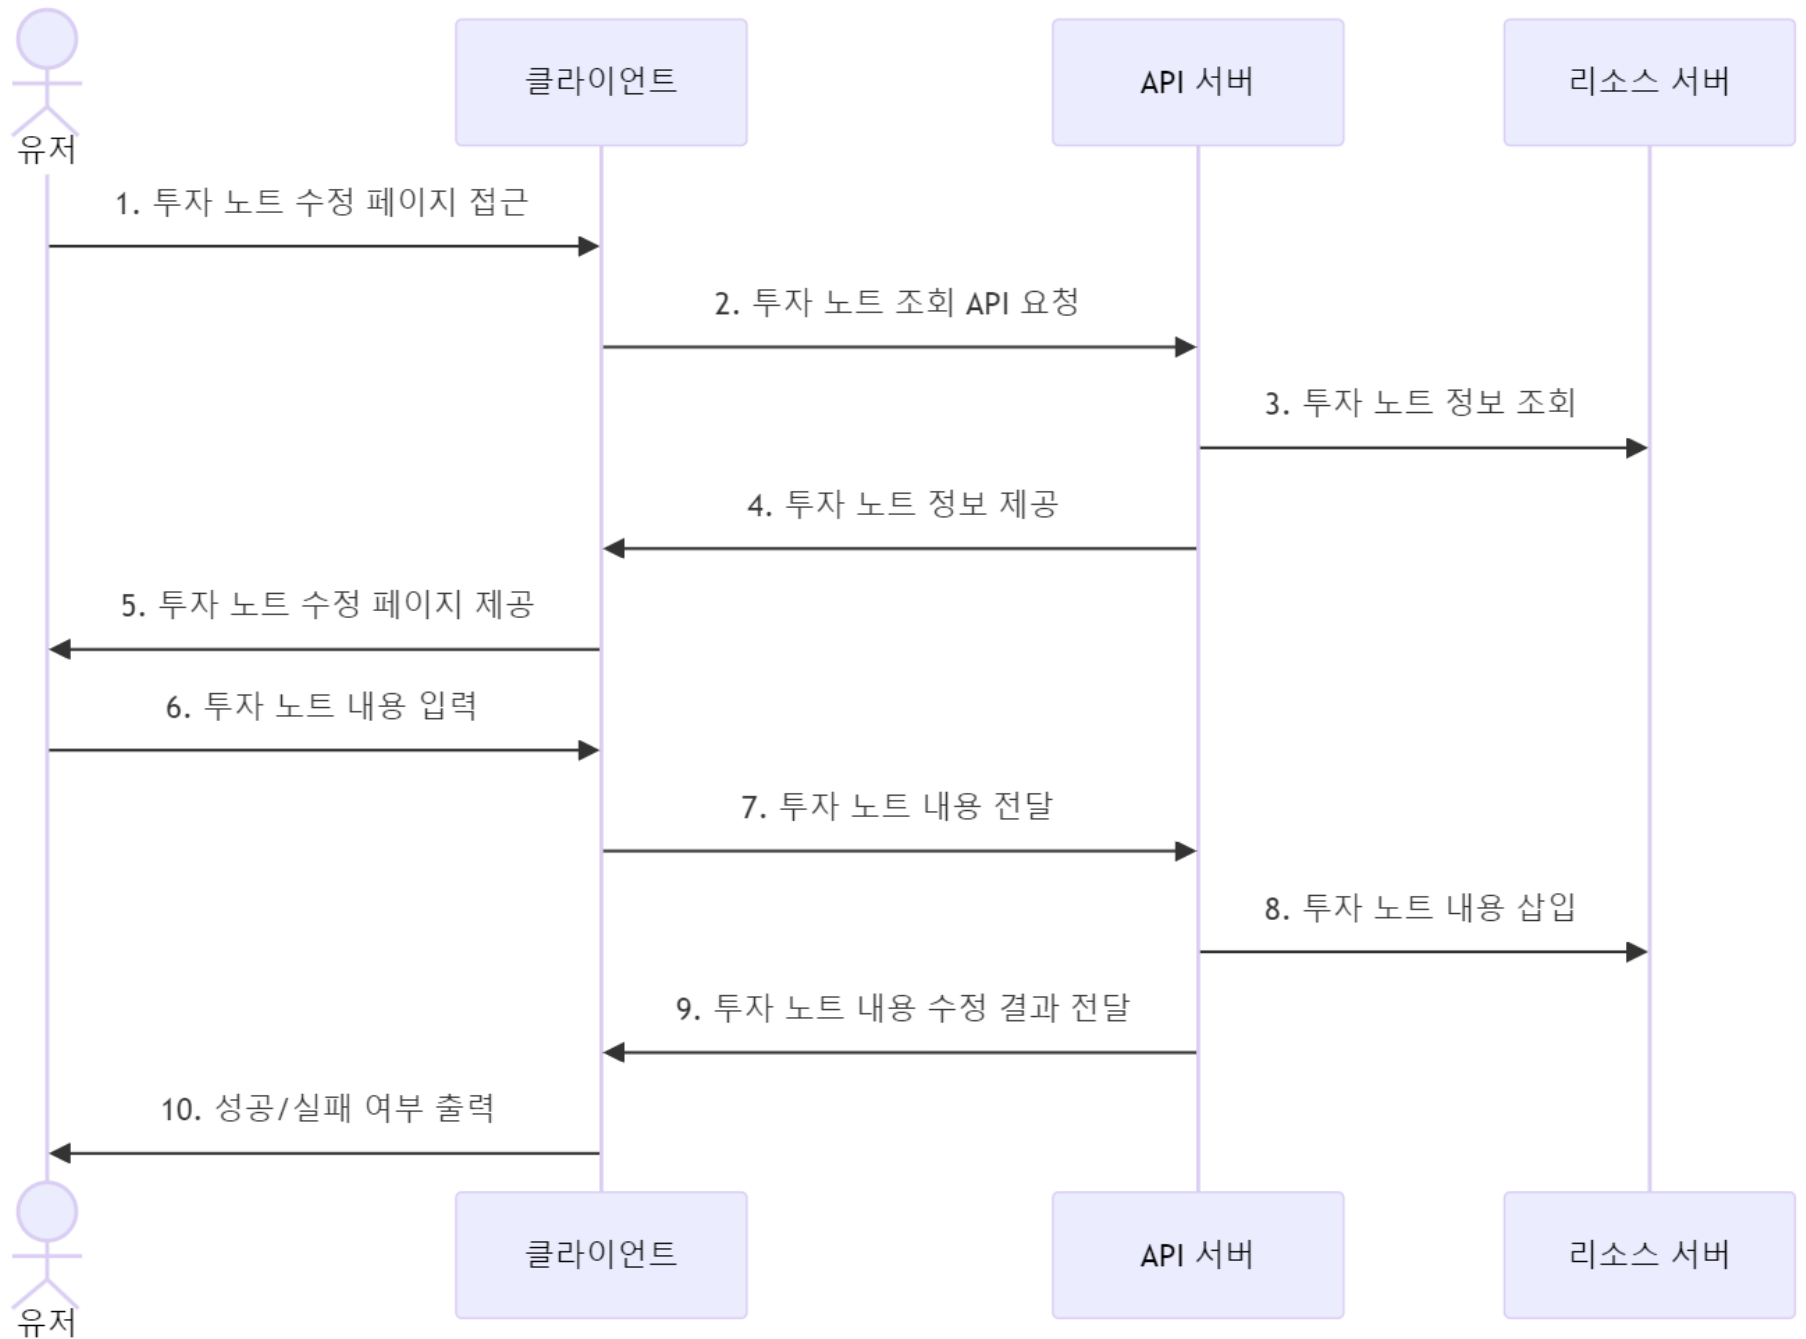 유저
클라이언트
API 서버
리소스 서버
1. 투자 노트 수정 페이지 접근
2. 투자 노트 조회 API 요청
3. 투자 노트 정보 조회
4. 투자 노트 정보 제공
5. 투자 노트 수정 페이지 제공
6. 투자 노트 내용 입력
7. 투자 노트 내용 전달
8. 투자 노트 내용 삽입
9. 투자 노트 내용 수정 결과 전달
10. 성공/실패 여부 출력
유저
클라이언트
API 서버
리소스 서버